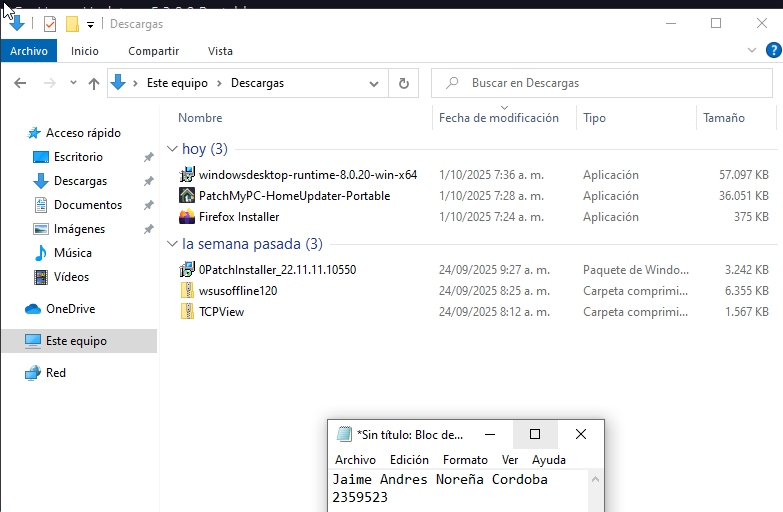 Descargas
Archivo Inicio Compartir Vista
Este equipo Descargas Buscar en Descargas
Nombre Fecha de modificación Tipo Tamaño
Acceso rápido
Escritorio
Descargas
Documentos
Imágenes
Música
Vídeos
OneDrive
Este equipo
Red
hoy (3)
windowsdesktop-runtime-8.0.20-win-x64 1/10/2025 7:36 a. m. Aplicación 57.097 KB
PatchMyPC-HomeUpdater-Portable 1/10/2025 7:28 a. m. Aplicación 36.051 KB
Firefox Installer 1/10/2025 7:24 a. m. Aplicación 375 KB
la semana pasada (3)
0PatchInstaller_22.11.11.10550 24/09/2025 9:27 a. m. Paquete de Windo... 3.242 KB
wsusoffline120 24/09/2025 8:25 a. m. Carpeta comprimi... 6.355 KB
TCPView 24/09/2025 8:12 a. m. Carpeta comprimi... 1.567 KB
*Sin título: Bloc de...
Archivo Edición Formato Ver Ayuda
Jaime Andres Noreña Cordoba
2359523